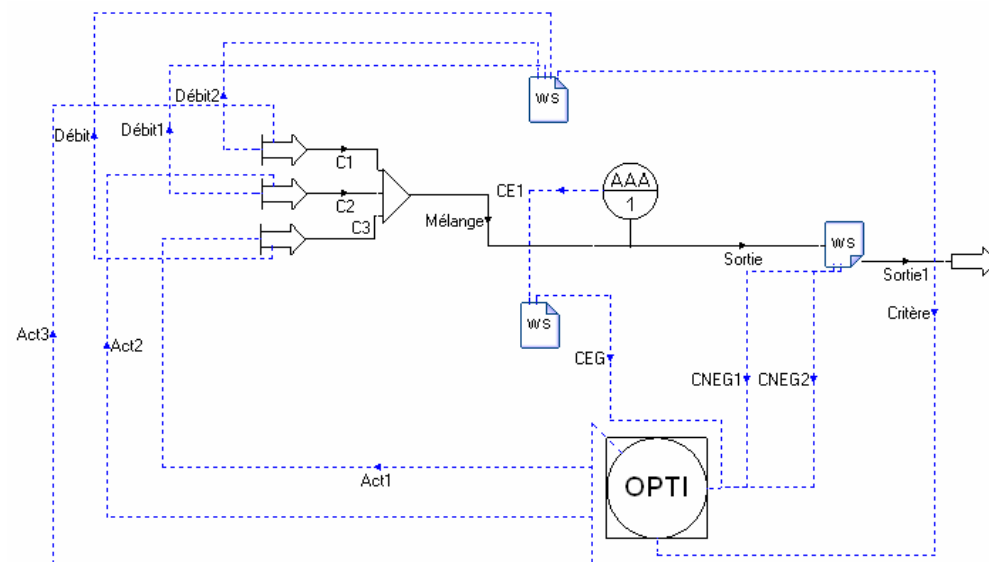 Débit2
ws
Débit
Débit1
C1
C2
C3
CE1
AAA
1
Mélange
ws
Sortie
Sortie1
Critère
ws
Act3
Act2
CEG
CNEG1
CNEG2
Act1
OPTI